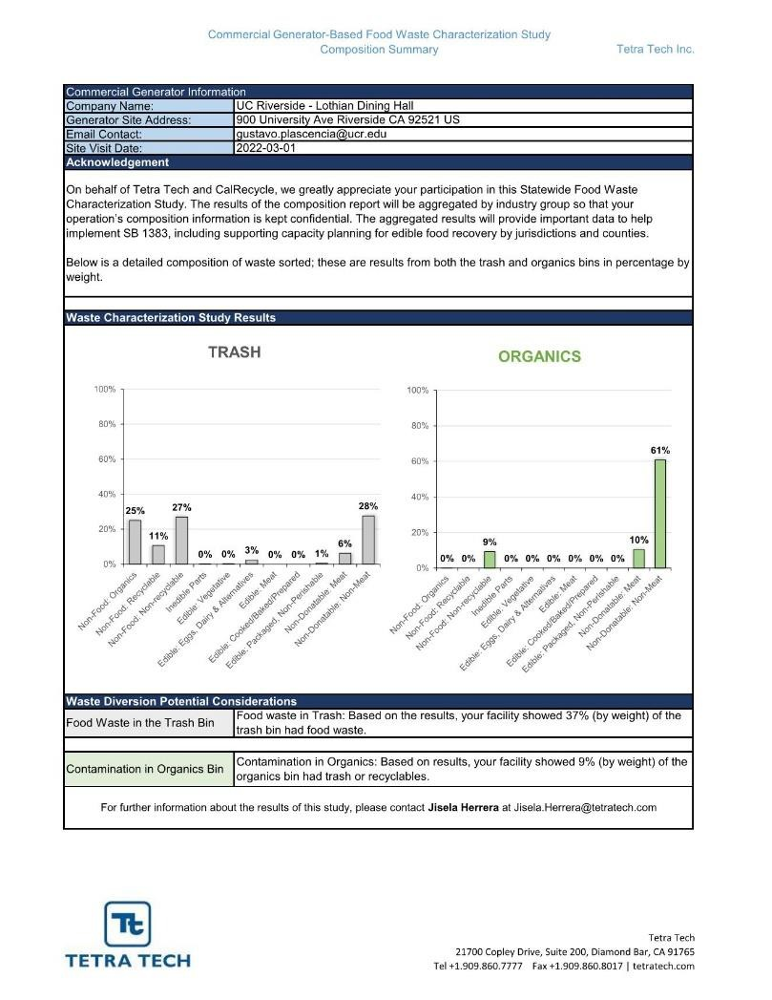 Commercial Generator-Based Food Waste Characterization Study
Composition Summary
Tetra Tech Inc.
Commercial Generator Information
Company Name: UC Riverside - Lothian Dining Hall
Generator Site Address: 900 University Ave Riverside CA 92521 US
Email Contact: gustavo.plascencia@ucr.edu
Site Visit Date: 2022-03-01
Acknowledgement
On behalf of Tetra Tech and CalRecycle, we greatly appreciate your participation in this Statewide Food Waste
Characterization Study. The results of the composition report will be aggregated by industry group so that your
operation's composition information is kept confidential. The aggregated results will provide important data to help
implement SB 1383, including supporting capacity planning for edible food recovery by jurisdictions and counties.
Below is a detailed composition of waste sorted; these are results from both the trash and organics bins in percentage by
weight.
Waste Characterization Study Results
TRASH
100%
80%
60%
40%
20%
0%
25%
11%
27%
0%
0%
3%
0%
0%
1%
6%
28%
Non-Food: Organics
Non-Food: Recyclable
Non-Food: Non-recyclable
Inedible Parts
Edible: Vegetative
Edible: Eggs, Dairy & Alternatives
Edible: Meat
Edible: Cooked/Baked/Prepared
Edible: Packaged, Non-Perishable
Non-Donatable: Meat
Non-Donatable: Non-Meat
ORGANICS
100%
80%
60%
40%
20%
0%
0%
0%
9%
0%
0%
0%
0%
0%
0%
10%
61%
Non-Food: Organics
Non-Food: Recyclable
Non-Food: Non-recyclable
Inedible Parts
Edible: Vegetative
Edible: Eggs, Dairy & Alternatives
Edible: Meat
Edible: Cooked/Baked/Prepared
Edible: Packaged, Non-Perishable
Non-Donatable: Meat
Non-Donatable: Non-Meat
Waste Diversion Potential Considerations
Food Waste in the Trash Bin
Food waste in Trash: Based on the results, your facility showed 37% (by weight) of the
trash bin had food waste.
Contamination in Organics Bin
Contamination in Organics: Based on results, your facility showed 9% (by weight) of the
organics bin had trash or recyclables.
For further information about the results of this study, please contact Jisela Herrera at Jisela.Herrera@tetratech.com
Tt
TETRA TECH
Tetra Tech
21700 Copley Drive, Suite 200, Diamond Bar, CA 91765
Tel +1.909.860.7777 Fax +1.909.860.8017 | tetratech.com